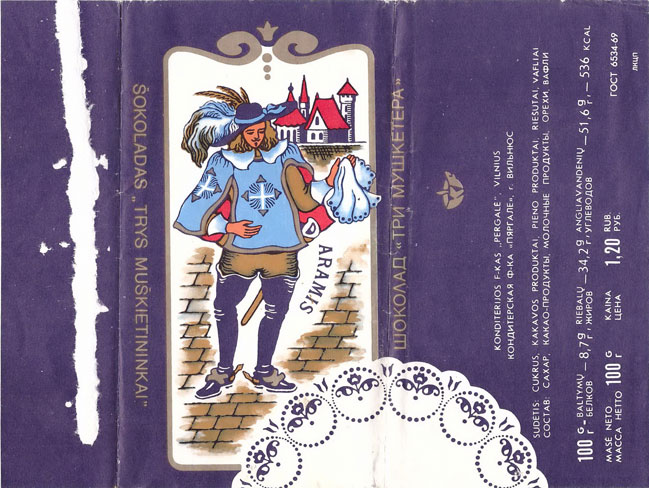 ŠOKOLADAS „TRYS MUŠKIETININKAI"
ARAMIS
ШОКОЛАД «ТРИ МУШКЕТЕРА»
KONDITERIJOS F-KAS „PERGALĖ", VILNIUS
КОНДИТЕРСКАЯ Ф-КА «ПЯРГАЛЕ», г. ВИЛЬНЮС
SUDĖTIS: CUKRUS, KAKAVOS PRODUKTAI, PIENO PRODUKTAI, RIEŠUTAI, VAFLIAI
СОСТАВ: САХАР, КАКАО-ПРОДУКТЫ, МОЛОЧНЫЕ ПРОДУКТЫ, ОРЕХИ, ВАФЛИ
100 G – BALTYMŲ – 8,7 g, RIEBALŲ – 34,2 g ANGLIAVANDENIŲ – 51,6 g – 536 KCAL
100 Г – БЕЛКОВ – 8,7 г, ЖИРОВ – 34,2 г, УГЛЕВОДОВ – 51,6 г, – 536 KCAL
MASĖ NETO 100 G KAINA 1,20 RUB.
МАССА НЕТТО 100 Г ЦЕНА 1,20 РУБ.
ГОСТ 6534-69
ЛИЦП